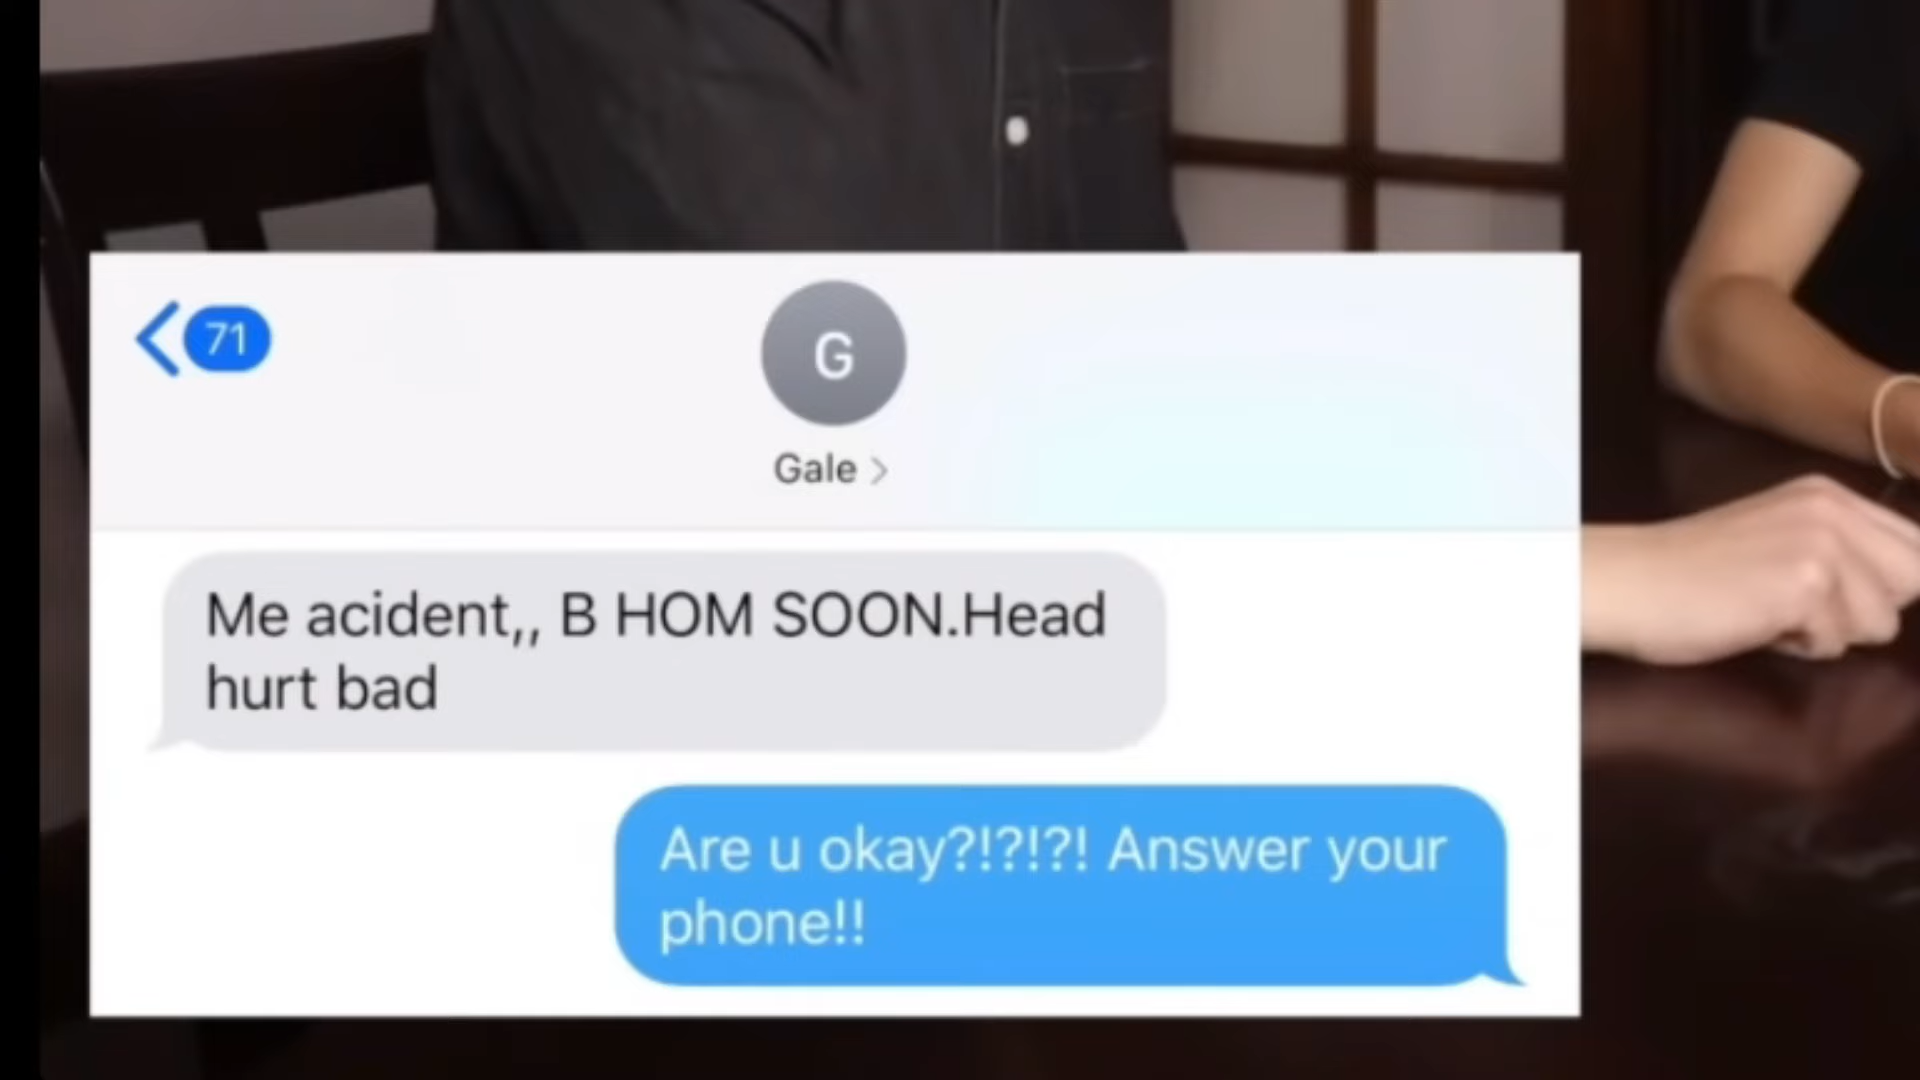 71
G
Gale >
Me acident,, B HOM SOON.Head
hurt bad
Are u okay?!?!?! Answer your
phone!!